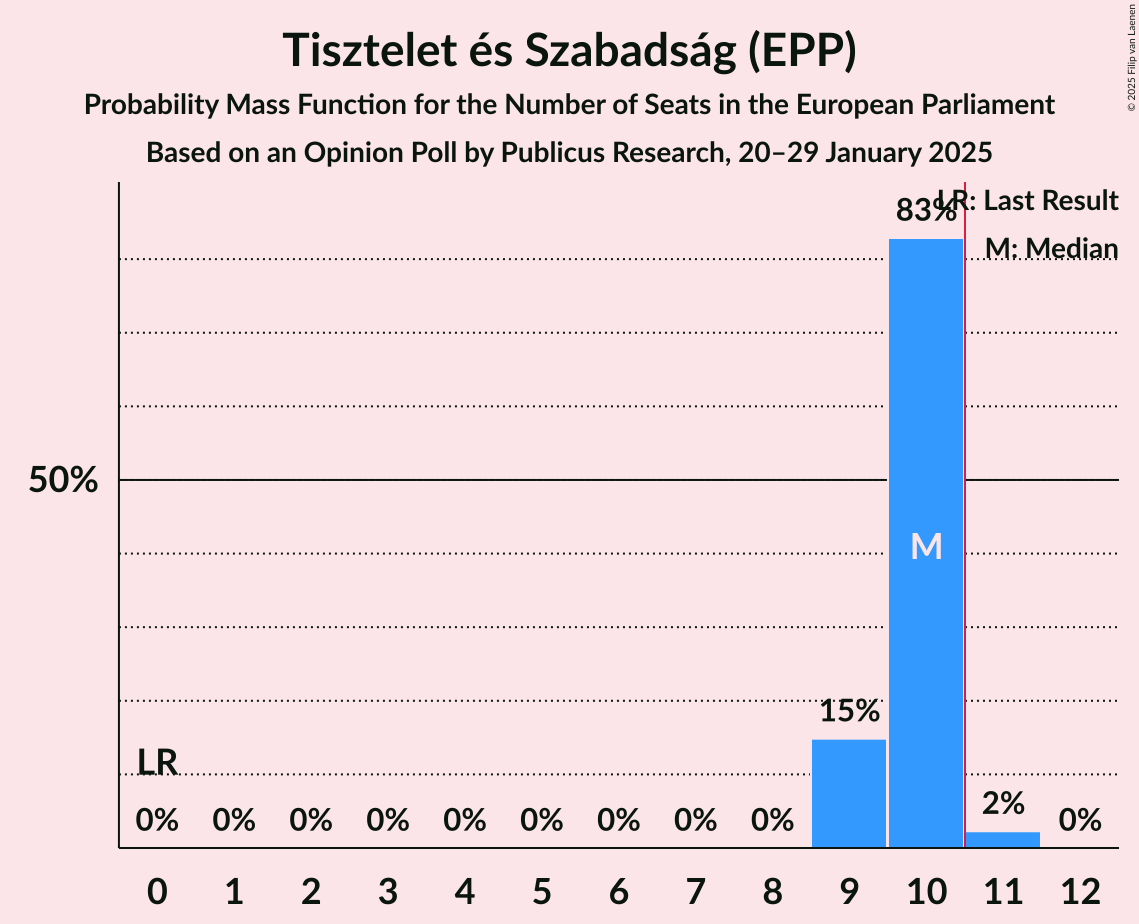 Tisztelet és Szabadság (EPP)
Probability Mass Function for the Number of Seats in the European Parliament
Based on an Opinion Poll by Publicus Research, 20–29 January 2025
© 2025 Filip van Laenen
LR: Last Result
M: Median
83%
50%
M
15%
LR
2%
0% 0% 0% 0% 0% 0% 0% 0% 0% 0%
0 1 2 3 4 5 6 7 8 9 10 11 12